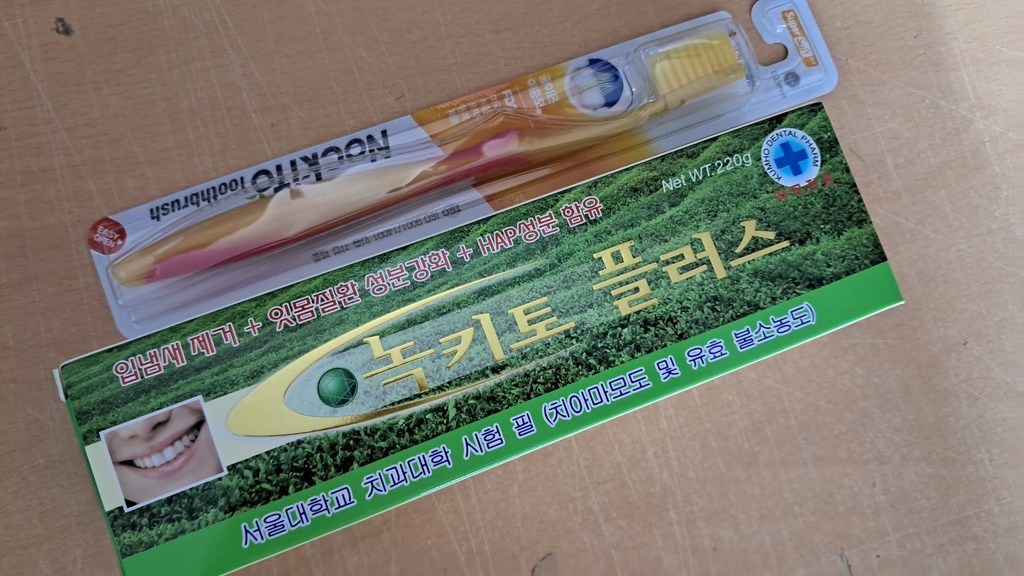 NOCKITO Toothbrush
Super Soft
KUMHO DENTAL PHARM
Net WT. 220g
입냄새 제거 + 잇몸질환 성분강화 + HAP성분 함유
녹키토 플러스
서울대학교 치과대학 시험 필 (치아마모도 및 유효 불소농도)